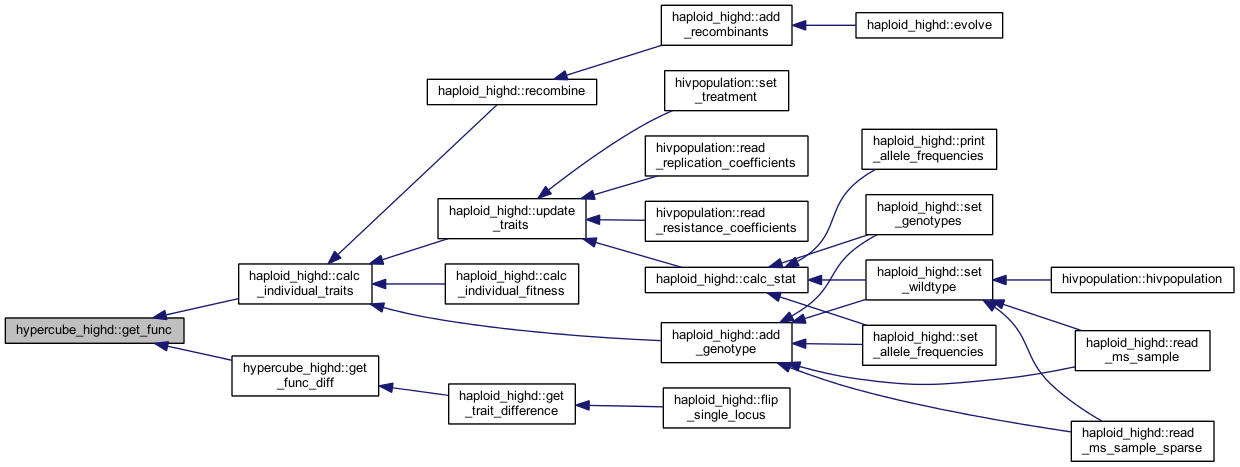 haploid_highd::add
_recombinants
haploid_highd::evolve
haploid_highd::recombine
hivpopulation::set
_treatment
hivpopulation::read
_replication_coefficients
haploid_highd::print
_allele_frequencies
haploid_highd::update
_traits
hivpopulation::read
_resistance_coefficients
haploid_highd::set
_genotypes
haploid_highd::calc
_individual_traits
haploid_highd::calc
_individual_fitness
haploid_highd::calc_stat
haploid_highd::set
_wildtype
hivpopulation::hivpopulation
hypercube_highd::get_func
haploid_highd::add
_genotype
haploid_highd::set
_allele_frequencies
haploid_highd::read
_ms_sample
hypercube_highd::get
_func_diff
haploid_highd::get
_trait_difference
haploid_highd::flip
_single_locus
haploid_highd::read
_ms_sample_sparse